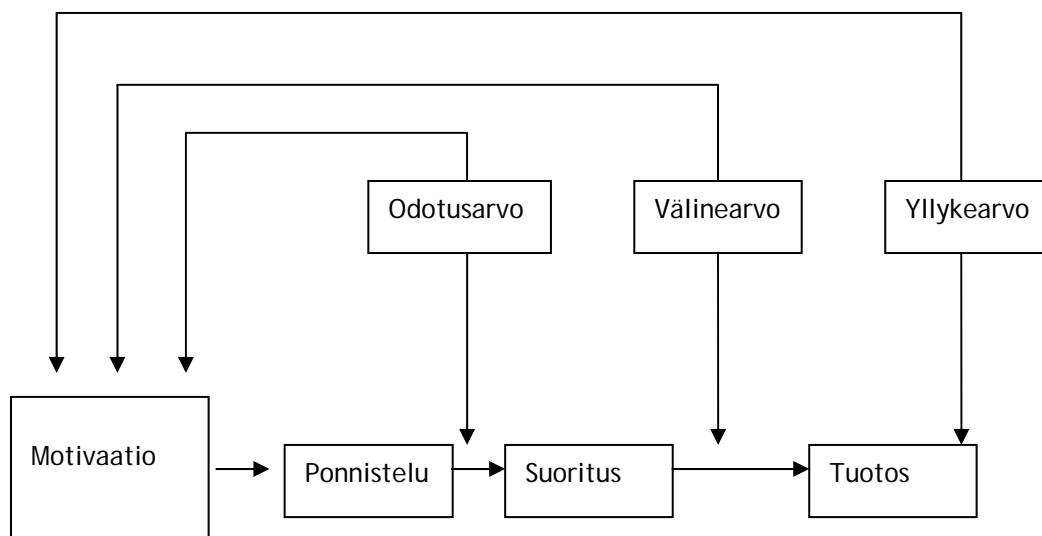 Odotusarvo
Välinearvo
Yllykearvo
Motivaatio
Ponnistelu
Suoritus
Tuotos